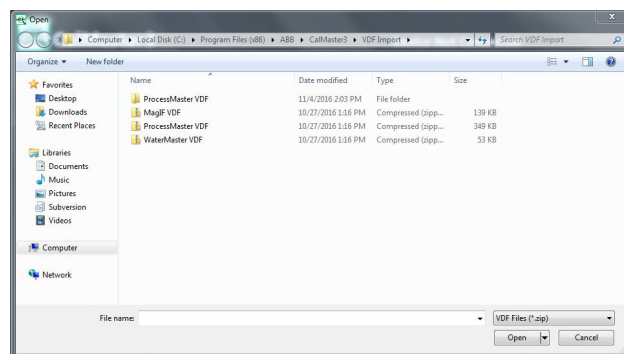 Open
Computer ▸ Local Disk (C:) ▸ Program Files (x86) ▸ ABB ▸ CalMaster3 ▸ VDF Import ▸ Search VDF Import
Organize ▾ New folder
Name Date modified Type Size
Favorites
Desktop
Downloads
Recent Places
Libraries
Documents
Music
Pictures
Subversion
Videos
Computer
Network
ProcessMaster VDF 11/4/2016 2:03 PM File folder
MagIF VDF 10/27/2016 1:16 PM Compressed (zipp... 139 KB
ProcessMaster VDF 10/27/2016 1:16 PM Compressed (zipp... 349 KB
WaterMaster VDF 10/27/2016 1:16 PM Compressed (zipp... 53 KB
File name: VDF Files (*.zip)
Open Cancel